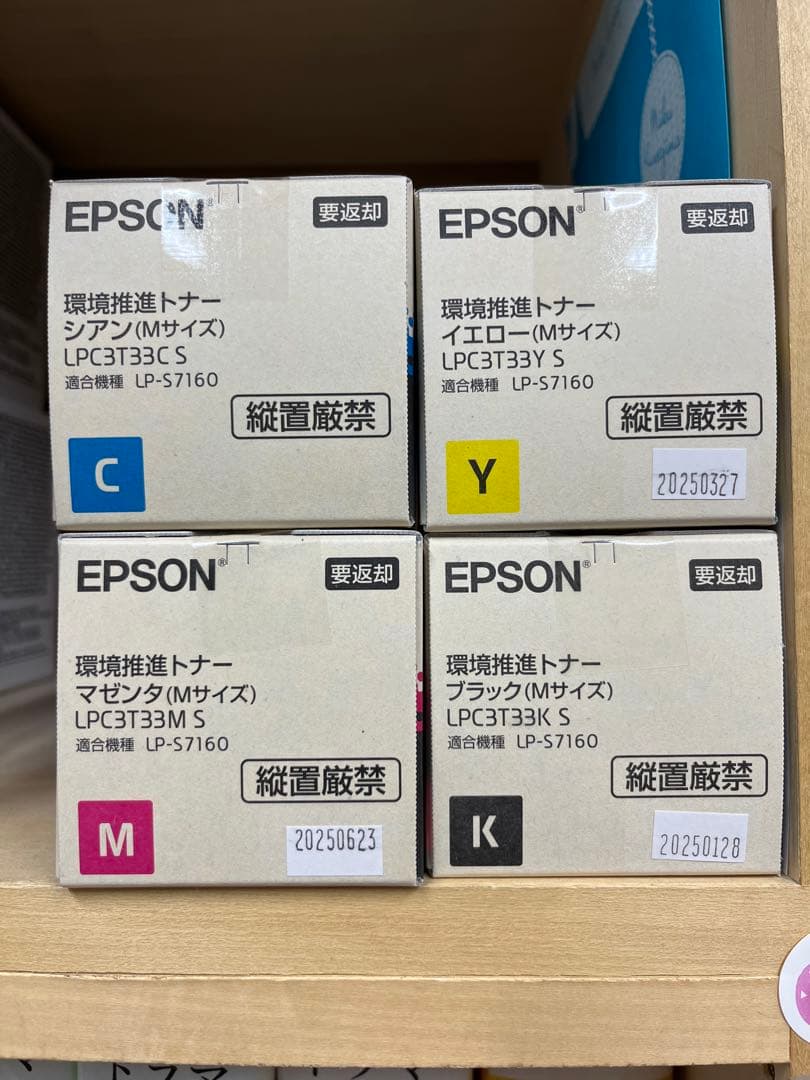 EPSON® 要返却
環境推進トナー
シアン(Mサイズ)
LPC3T33C S
適合機種 LP-S7160
縦置厳禁
C
EPSON® 要返却
環境推進トナー
イエロー(Mサイズ)
LPC3T33Y S
適合機種 LP-S7160
縦置厳禁
Y
20250327
EPSON® 要返却
環境推進トナー
マゼンタ(Mサイズ)
LPC3T33M S
適合機種 LP-S7160
縦置厳禁
M
20250623
EPSON® 要返却
環境推進トナー
ブラック(Mサイズ)
LPC3T33K S
適合機種 LP-S7160
縦置厳禁
K
20250128